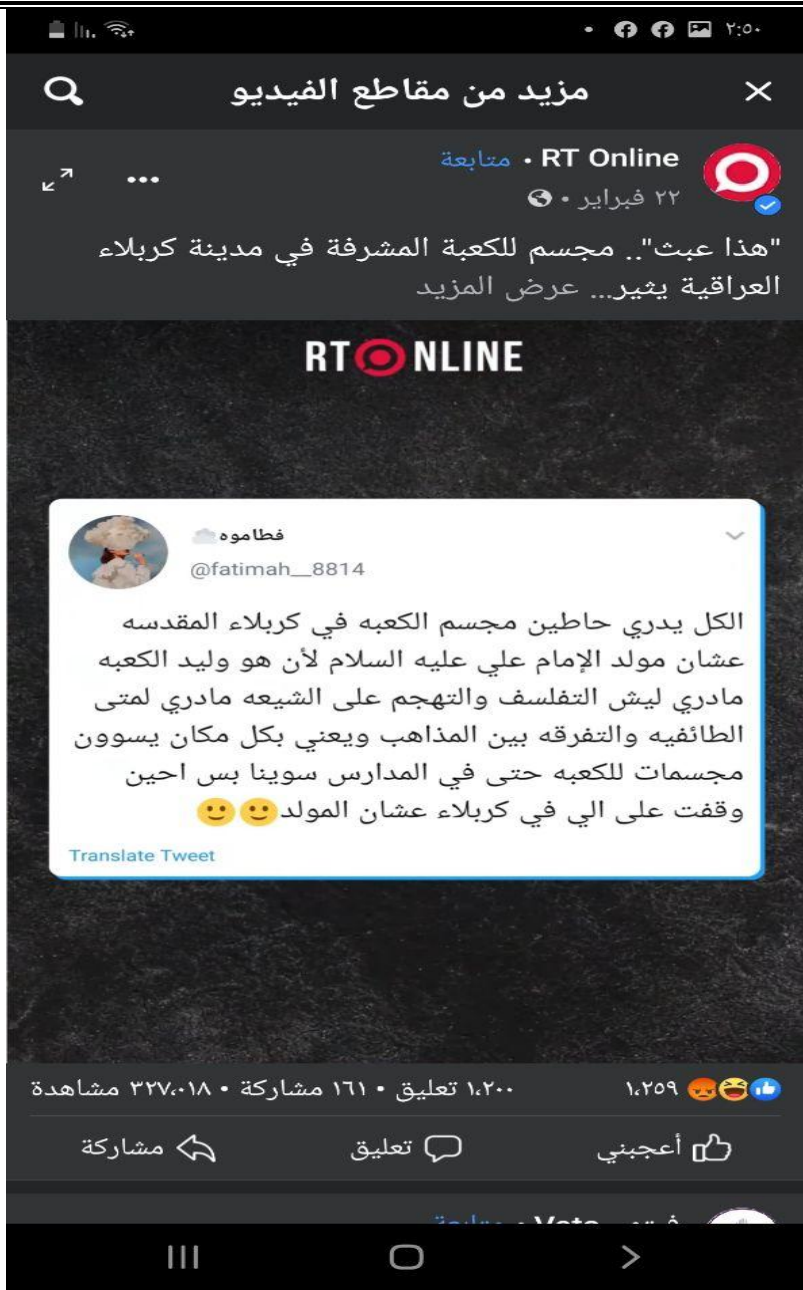 ٢:٥٠
مزيد من مقاطع الفيديو
RT Online • متابعة
٢٢ فبراير •
"هذا عبث".. مجسم للكعبة المشرفة في مدينة كربلاء
العراقية يثير... عرض المزيد
RT ONLINE
فطاموه
@fatimah__8814
الكل يدري حاطين مجسم الكعبه في كربلاء المقدسه
عشان مولد الإمام علي عليه السلام لأن هو وليد الكعبه
مادري ليش التفلسف والتهجم على الشيعه مادري لمتى
الطائفيه والتفرقه بين المذاهب ويعني بكل مكان يسوون
مجسمات للكعبه حتى في المدارس سوينا بس احين
وقفت على الي في كربلاء عشان المولد🙂🙂
Translate Tweet
١،٢٥٩
١،٢٠٠ تعليق • ١٦١ مشاركة • ٣٢٧،٠١٨ مشاهدة
أعجبني
تعليق
مشاركة